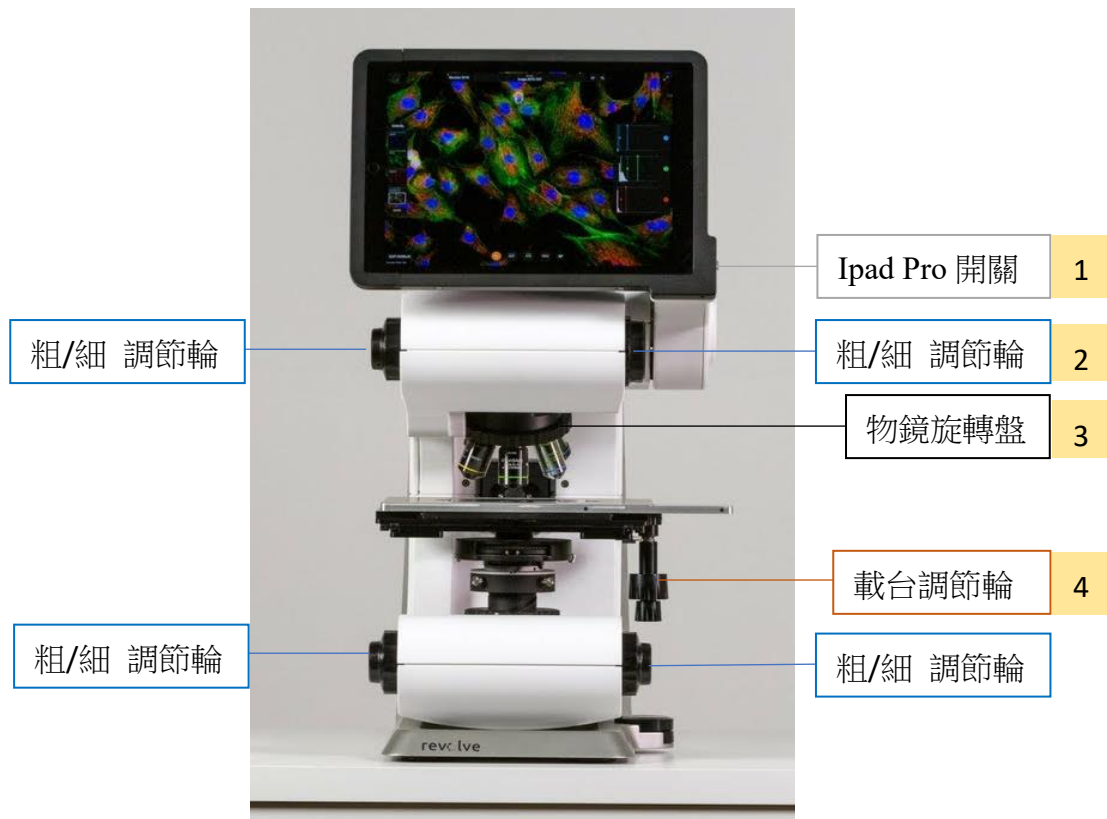 Ipad Pro 開關 1
粗/細 調節輪
粗/細 調節輪 2
物鏡旋轉盤 3
載台調節輪 4
粗/細 調節輪
粗/細 調節輪
revolve